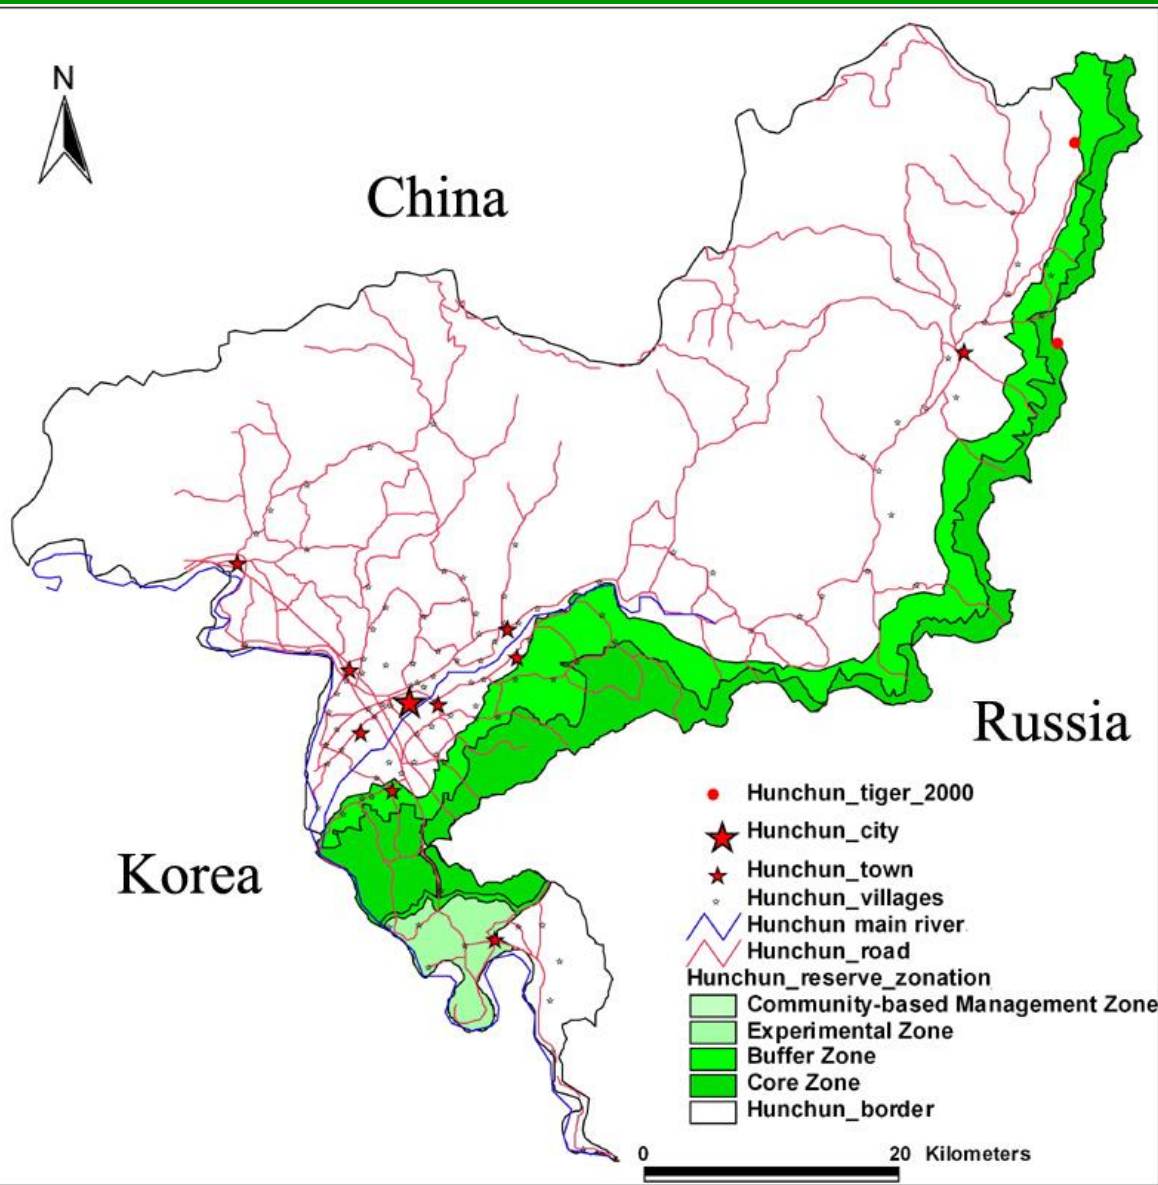 N
China
Russia
Korea
Hunchun_tiger_2000
Hunchun_city
Hunchun_town
Hunchun_villages
Hunchun main river
Hunchun_road
Hunchun_reserve_zonation
Community-based Management Zone
Experimental Zone
Buffer Zone
Core Zone
Hunchun_border
0 20 Kilometers